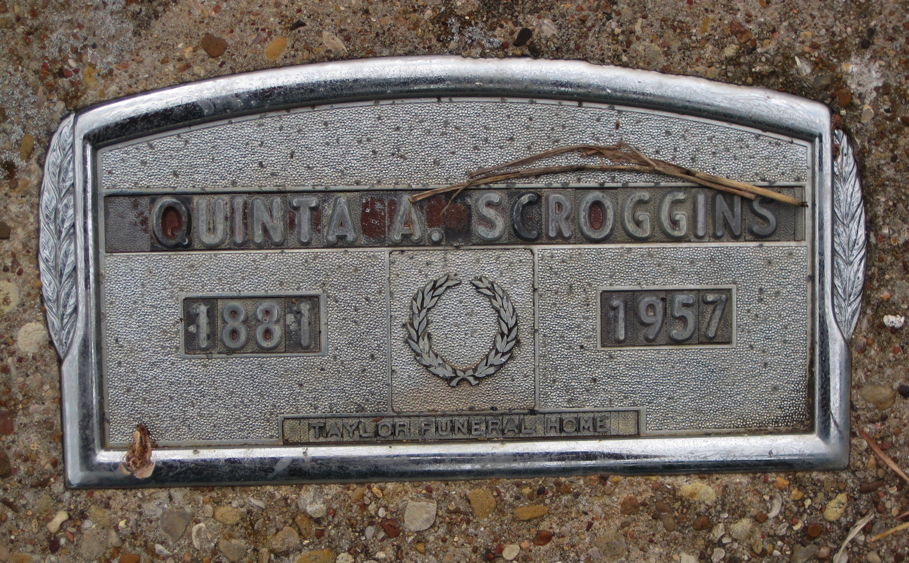 QUINTA A. SCROGGINS
1881 1957
TAYLOR FUNERAL HOME